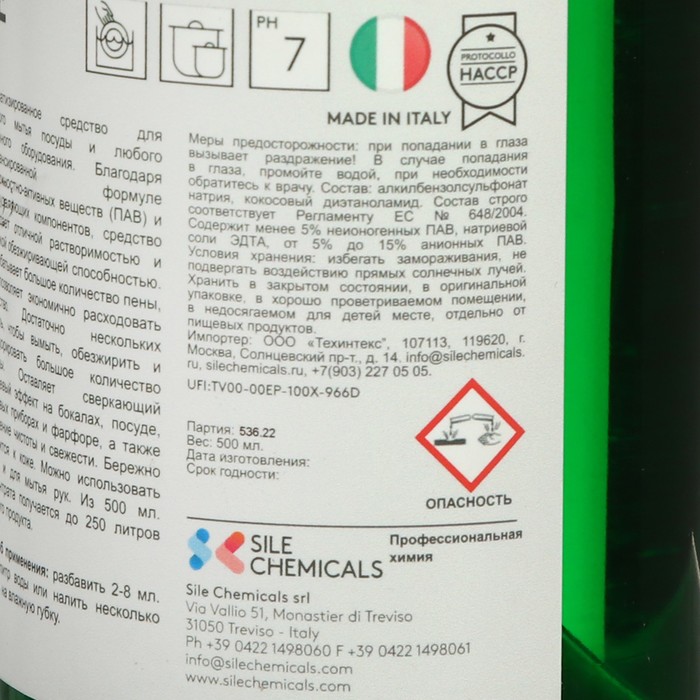 PH
7
PROTOCOLLO
HACCP
MADE IN ITALY
средство для
мытья посуды и любого
оборудования. Благодаря
формуле
веществ (ПАВ) и
компонентов, средство
отличной растворимостью и
обезжиривающей способностью.
большое количество пены,
экономично расходовать
Достаточно нескольких
чтобы вымыть, обезжирить и
большое количество
Оставляет сверкающий
эффект на бокалах, посуде,
приборах и фарфоре, а также
чистоты и свежести. Бережно
к коже. Можно использовать
и для мытья рук. Из 500 мл.
получается до 250 литров
продукта.
применения: разбавить 2-8 мл.
воды или налить несколько
на влажную губку.
Меры предосторожности: при попадании в глаза
вызывает раздражение! В случае попадания
в глаза, промойте водой, при необходимости
обратитесь к врачу. Состав: алкилбензолсульфонат
натрия, кокосовый диэтаноламид. Состав строго
соответствует Регламенту ЕС № 648/2004.
Содержит менее 5% неионогенных ПАВ, натриевой
соли ЭДТА, от 5% до 15% анионных ПАВ.
Условия хранения: избегать замораживания, не
подвергать воздействию прямых солнечных лучей.
Хранить в закрытом состоянии, в оригинальной
упаковке, в хорошо проветриваемом помещении,
в недосягаемом для детей месте, отдельно от
пищевых продуктов.
Импортер: ООО «Техинтекс», 107113, 119620, г.
Москва, Солнцевский пр-т., д. 14, info@silechemicals.
ru, silechemicals.ru, +7(903) 227 05 05.
UFI:TV00-00EP-100X-966D
Партия: 536.22
Вес: 500 мл.
Дата изготовления:
Срок годности:
ОПАСНОСТЬ
SILE
CHEMICALS
Профессиональная
химия
Sile Chemicals srl
Via Vallio 51, Monastier di Treviso
31050 Treviso - Italy
Ph +39 0422 1498060 F +39 0422 1498061
info@silechemicals.com
www.silechemicals.com